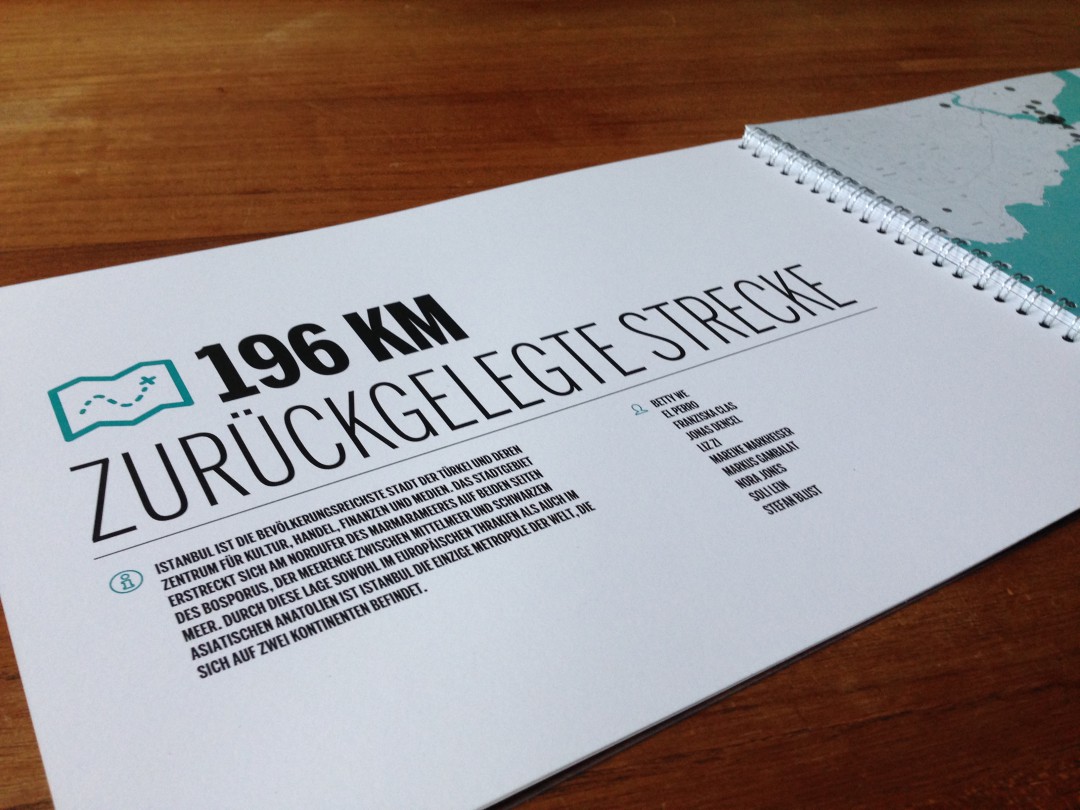 196 KM
ZURÜCKGELEGTE STRECKE
ISTANBUL IST DIE BEVÖLKERUNGSREICHSTE STADT DER TÜRKEI UND DEREN
ZENTRUM FÜR KULTUR, HANDEL, FINANZEN UND MEDIEN. DAS STADTGEBIET
ERSTRECKT SICH AM NORDUFER DES MARMARAMEERES AUF BEIDEN SEITEN
DES BOSPORUS, DER MEERENGE ZWISCHEN MITTELMEER UND SCHWARZEM
MEER. DURCH DIESE LAGE SOWOHL IM EUROPÄISCHEN THRAKIEN ALS AUCH IM
ASIATISCHEN ANATOLIEN IST ISTANBUL DIE EINZIGE METROPOLE DER WELT, DIE
SICH AUF ZWEI KONTINENTEN BEFINDET.
BETTY WE
EL PERRO
FRANZISKA CLAS
JONAS DENCEL
LIZ ZI
MAREIKE MARKHEISER
MARKUS GAMBALAT
NORA JONES
SOLI LEIN
STEFAN BLIJST